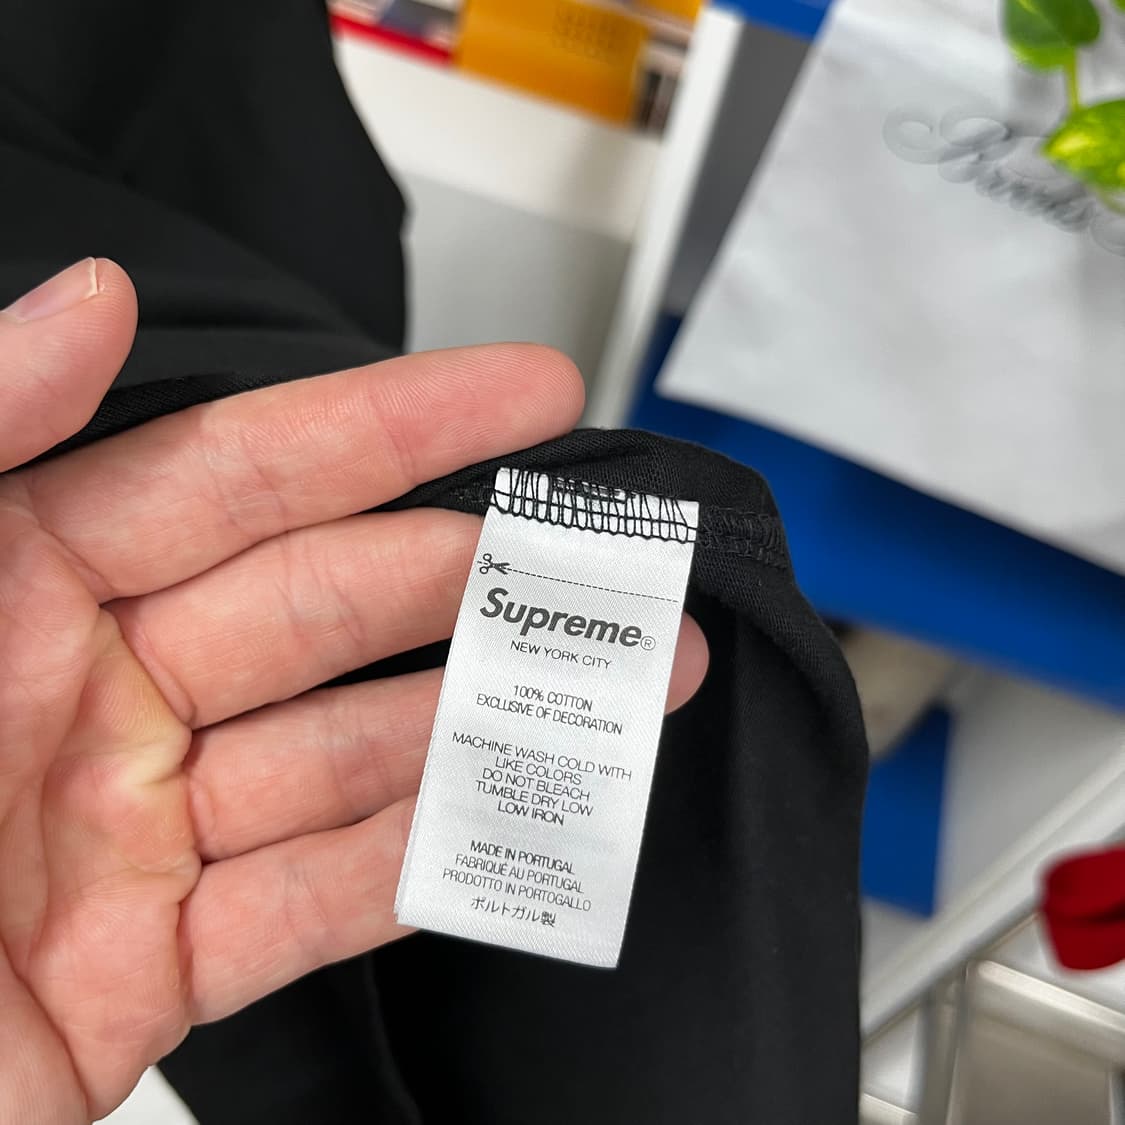 Supreme®
NEW YORK CITY
100% COTTON
EXCLUSIVE OF DECORATION
MACHINE WASH COLD WITH
LIKE COLORS
DO NOT BLEACH
TUMBLE DRY LOW
LOW IRON
MADE IN PORTUGAL
FABRIQUÉ AU PORTUGAL
PRODOTTO IN PORTOGALLO
ポルトガル製